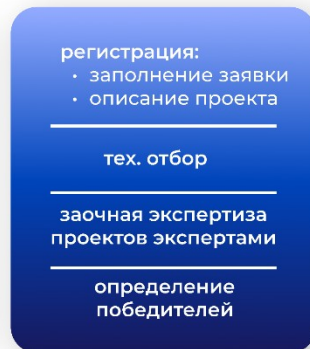 регистрация:
• заполнение заявки
• описание проекта
тех. отбор
заочная экспертиза
проектов экспертами
определение
победителей